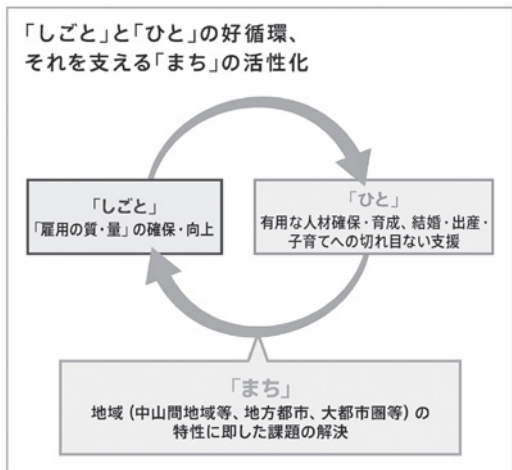 「しごと」と「ひと」の好循環、
それを支える「まち」の活性化
「しごと」
「雇用の質・量」の確保・向上
「ひと」
有用な人材確保・育成、結婚・出産・
子育てへの切れ目ない支援
「まち」
地域（中山間地域等、地方都市、大都市圏等）の
特性に即した課題の解決